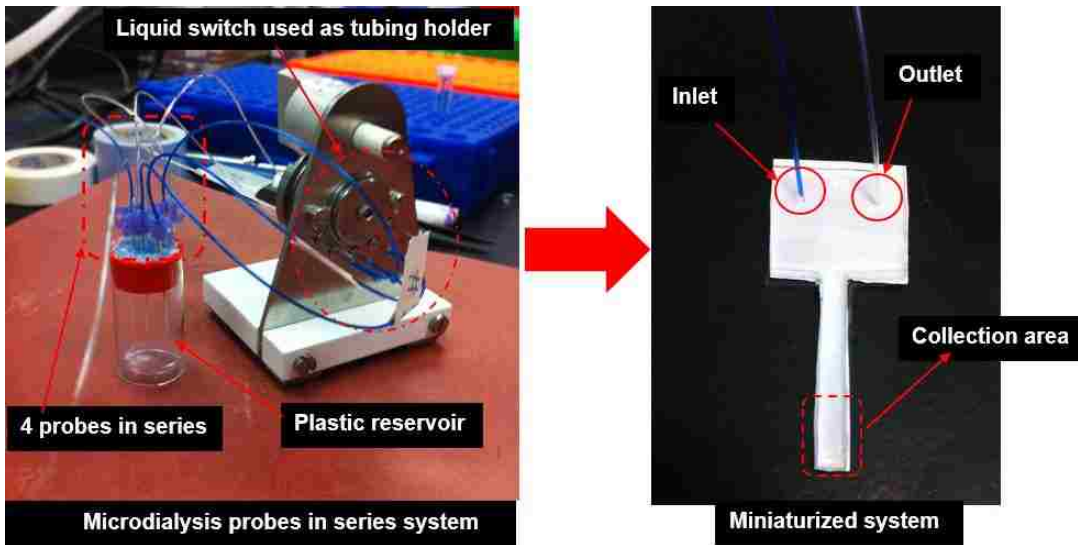 Liquid switch used as tubing holder
4 probes in series
Plastic reservoir
Microdialysis probes in series system
Inlet
Outlet
Collection area
Miniaturized system